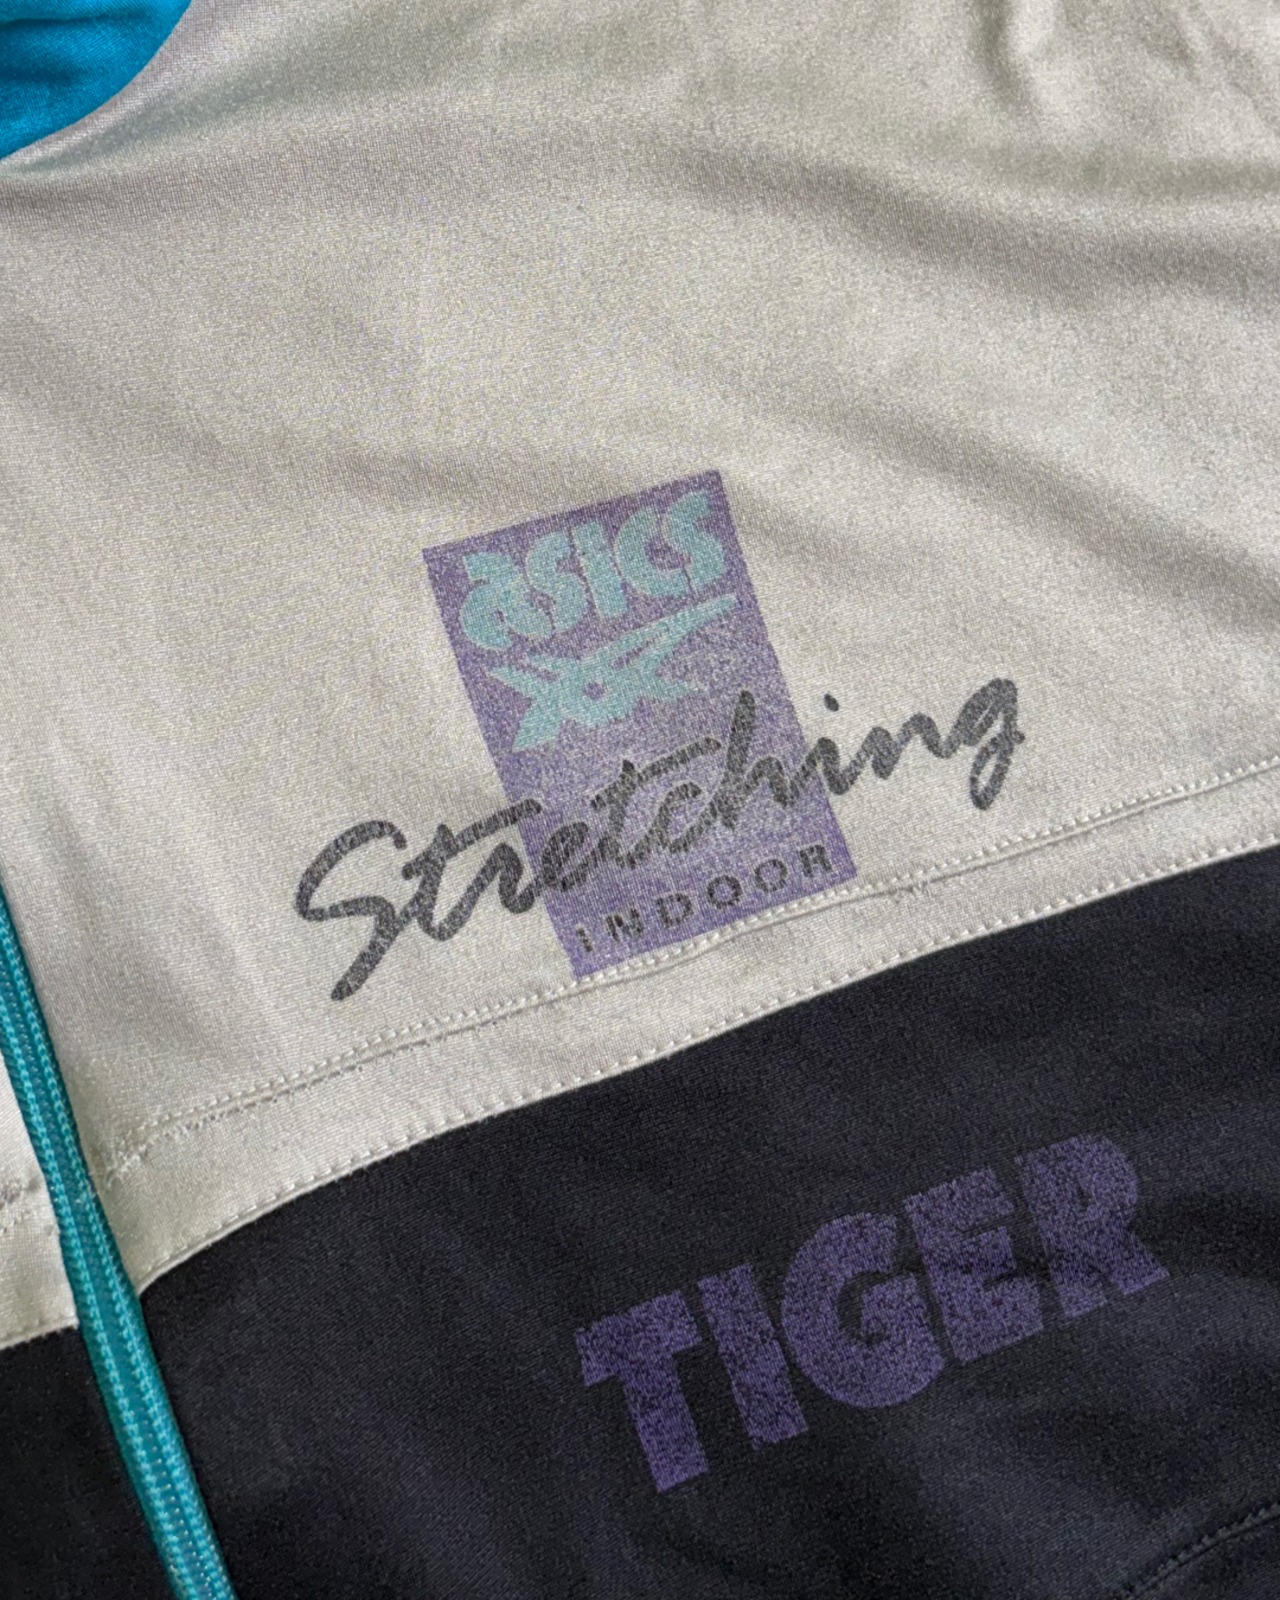 asics
Stretching
INDOOR
TIGER